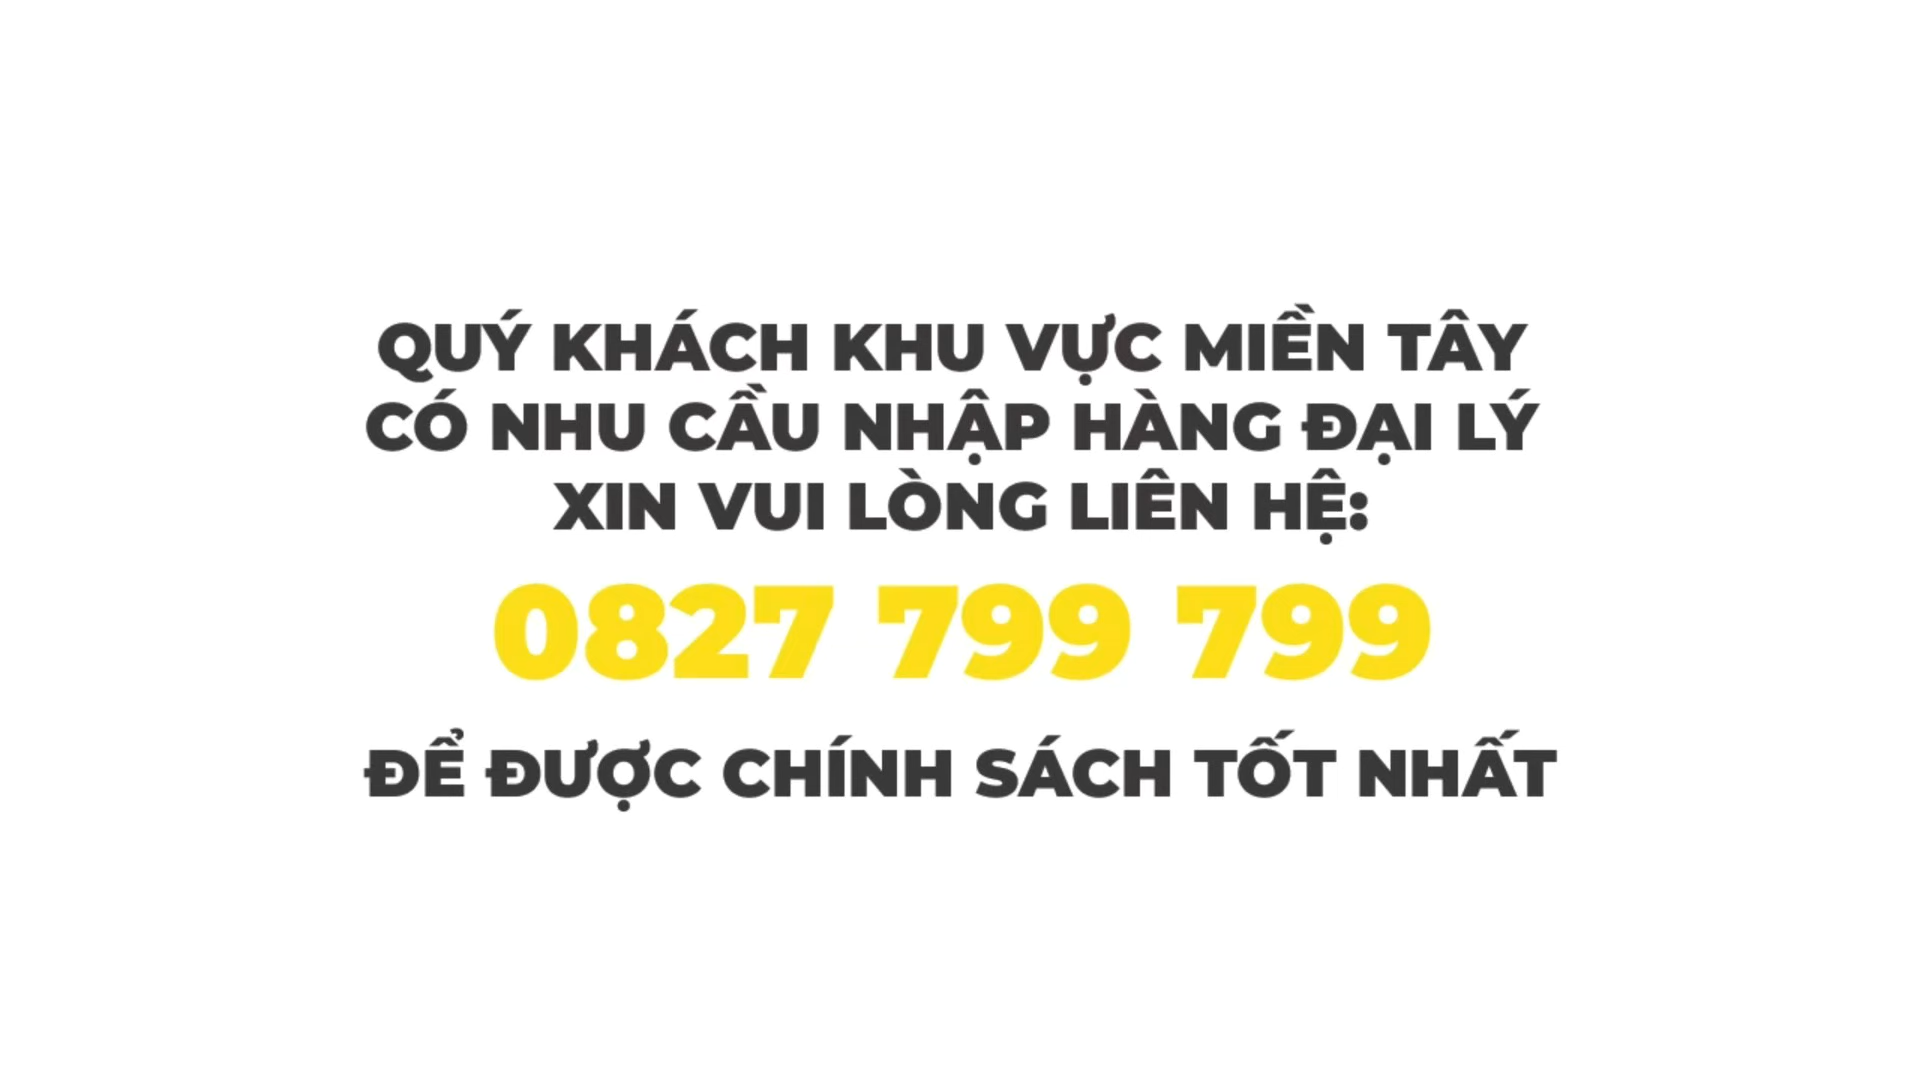 QUÝ KHÁCH KHU VỰC MIỀN TÂY
CÓ NHU CẦU NHẬP HÀNG ĐẠI LÝ
XIN VUI LÒNG LIÊN HỆ:
0827 799 799
ĐỂ ĐƯỢC CHÍNH SÁCH TỐT NHẤT